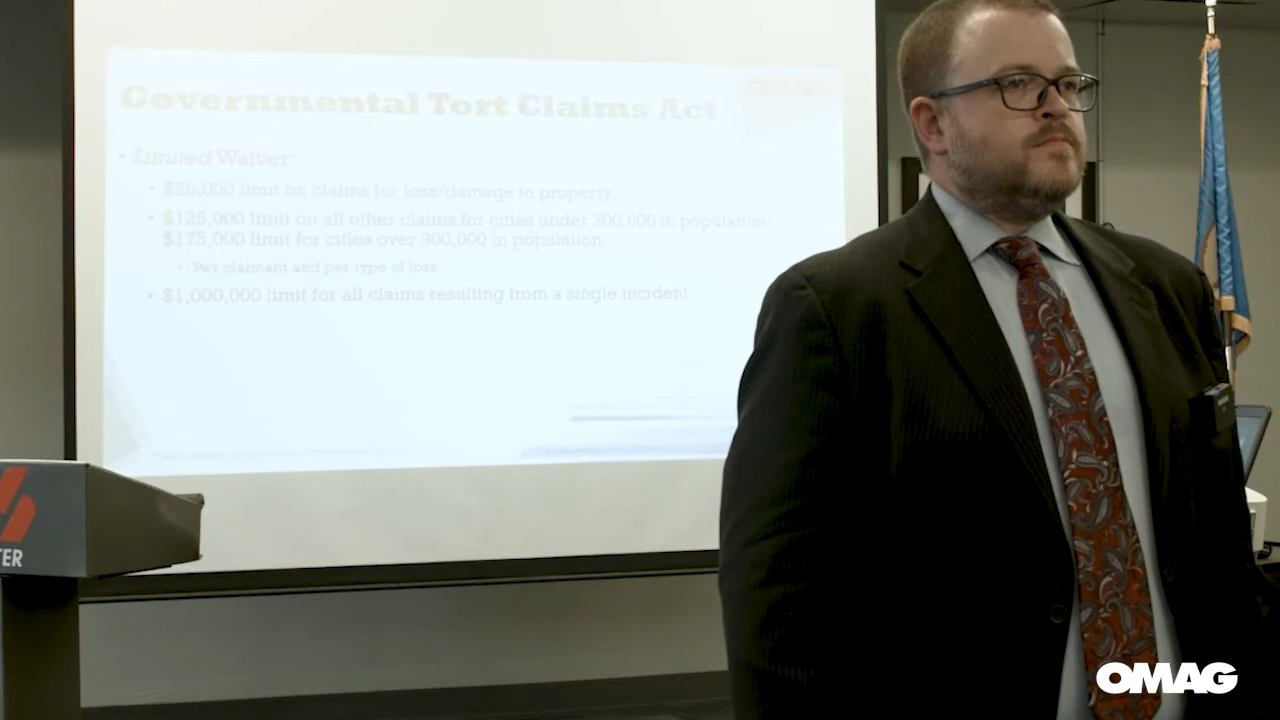 Governmental Tort Claims Act
• Limited Waiver:
• $25,000 limit on claims for loss/damage to property.
• $125,000 limit on all other claims for cities under 300,000 in population.
$175,000 limit for cities over 300,000 in population.
• Per claimant and per type of loss
• $1,000,000 limit for all claims resulting from a single incident
TER
OMAG